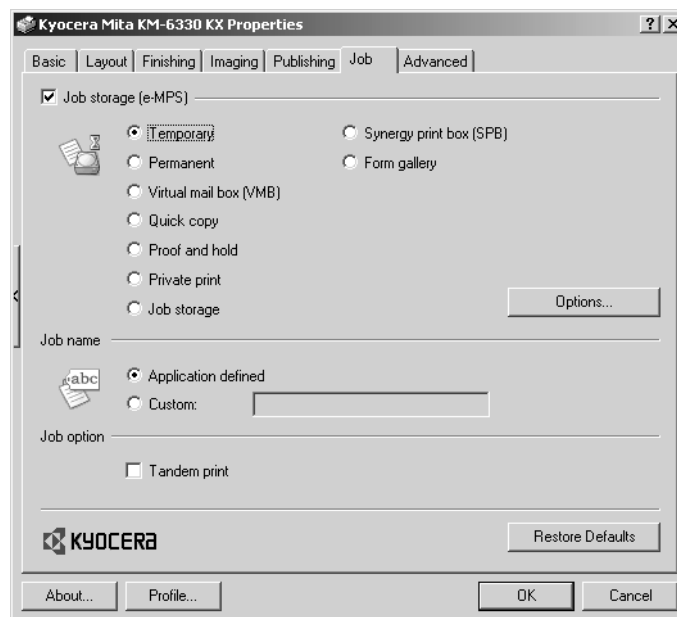 Kyocera Mita KM-6330 KX Properties
Basic Layout Finishing Imaging Publishing Job Advanced
Job storage (e-MPS)
Temporary Synergy print box (SPB)
Permanent Form gallery
Virtual mail box (VMB)
Quick copy
Proof and hold
Private print
Job storage
Options...
Job name
abc Application defined
Custom:
Job option
Tandem print
KYOCERA Restore Defaults
About... Profile... OK Cancel